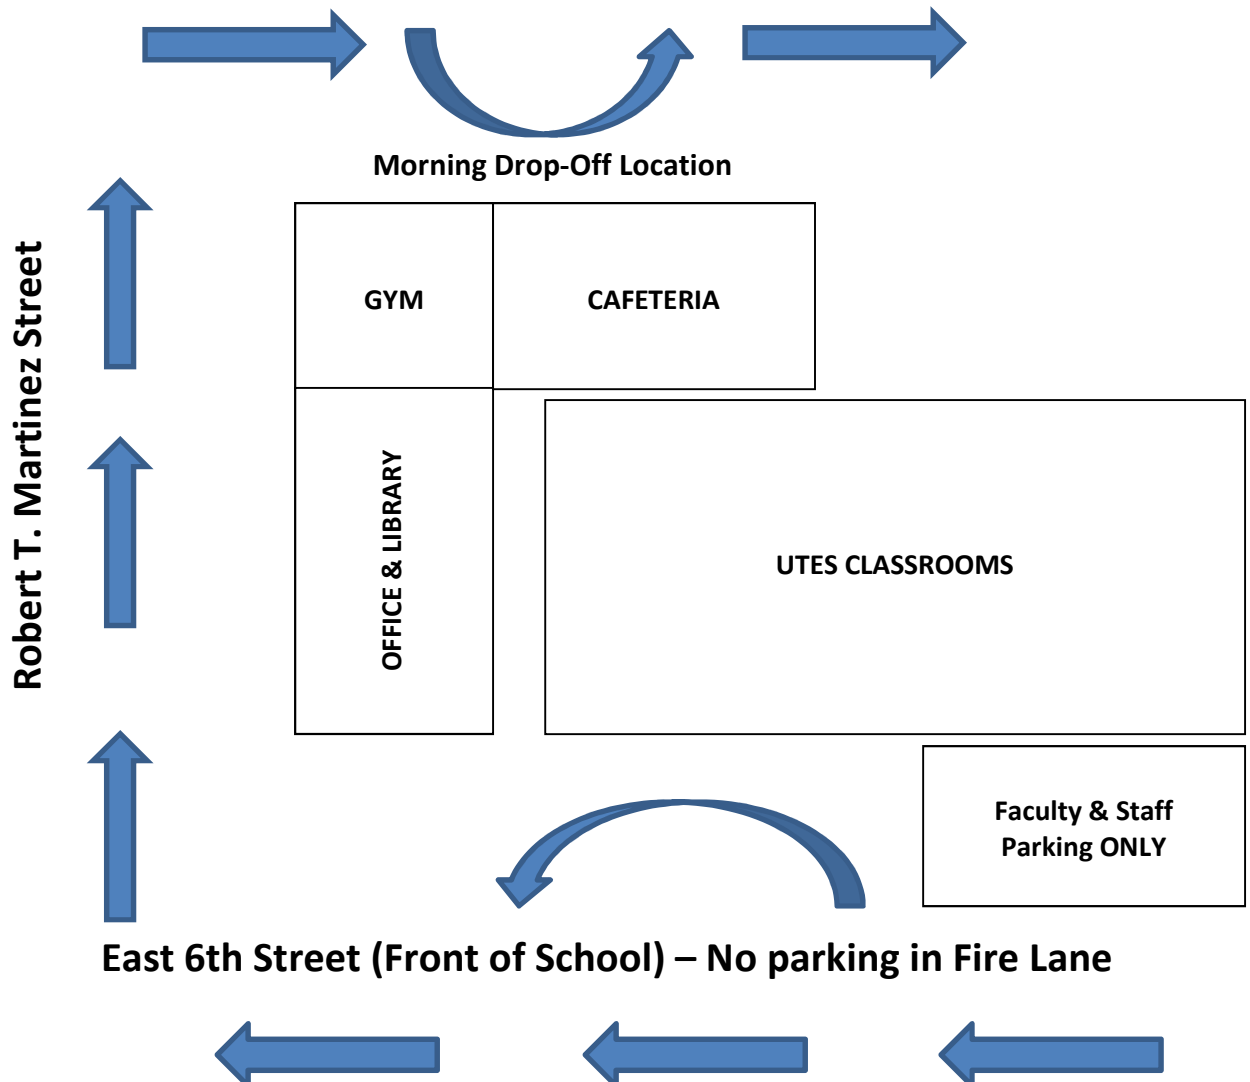 Morning Drop-Off Location
Robert T. Martinez Street
GYM
CAFETERIA
OFFICE & LIBRARY
UTES CLASSROOMS
Faculty & Staff
Parking ONLY
East 6th Street (Front of School) – No parking in Fire Lane